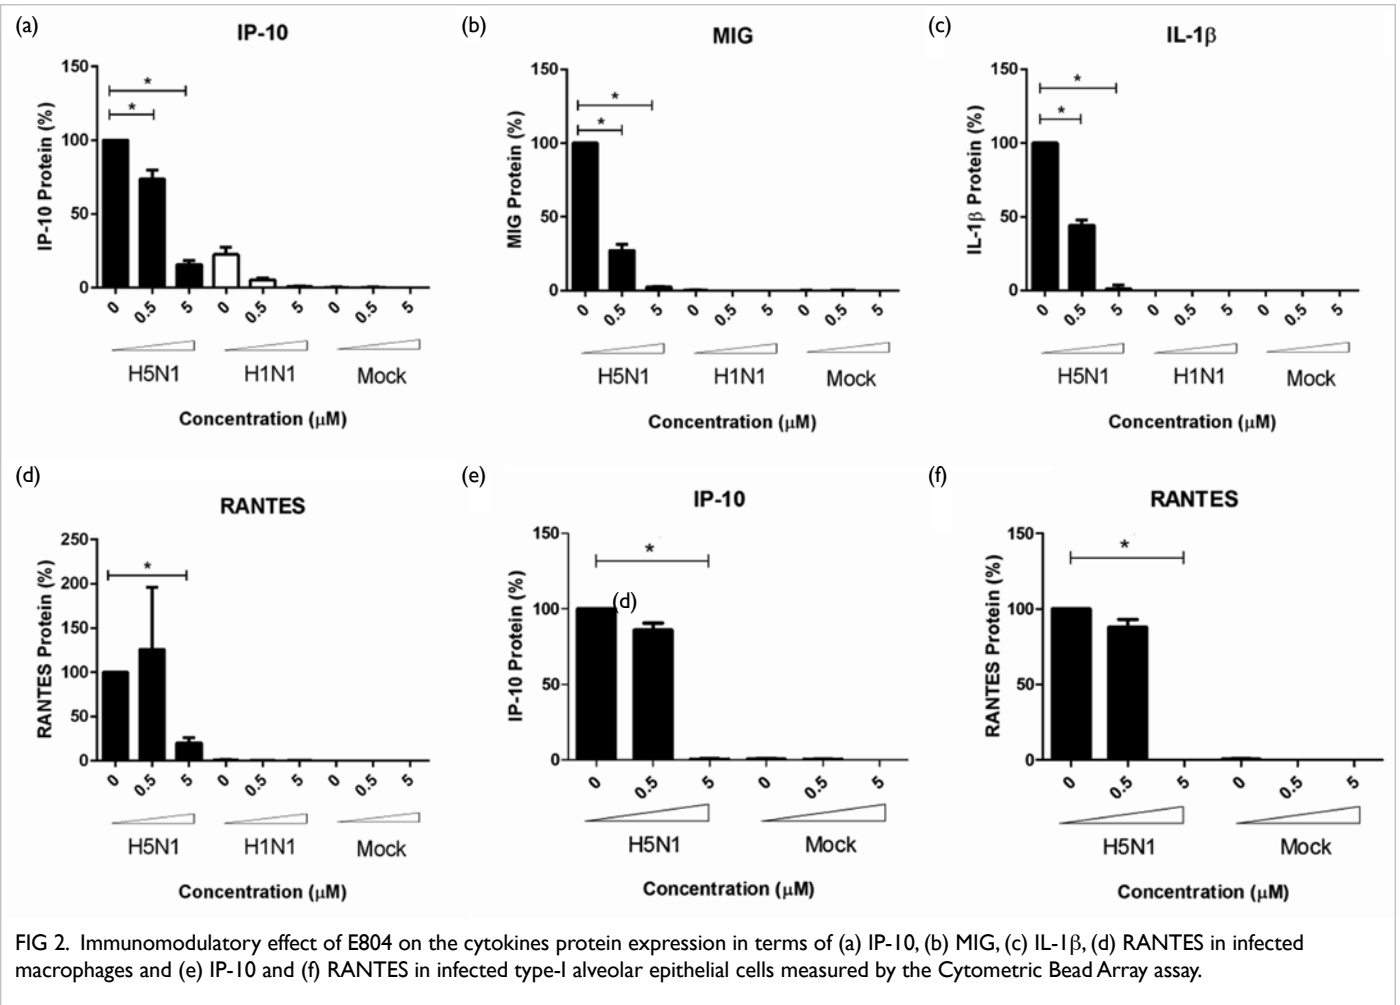 (a)
IP-10
IP-10 Protein (%)
150
100
50
0
*
*
0 0.5 5 0 0.5 5 0 0.5 5
H5N1 H1N1 Mock
Concentration (μM)
(b)
MIG
MIG Protein (%)
150
100
50
0
*
*
0 0.5 5 0 0.5 5 0 0.5 5
H5N1 H1N1 Mock
Concentration (μM)
(c)
IL-1β
IL-1β Protein (%)
150
100
50
0
*
*
0 0.5 5 0 0.5 5 0 0.5 5
H5N1 H1N1 Mock
Concentration (μM)
(d)
RANTES
RANTES Protein (%)
250
200
150
100
50
0
*
0 0.5 5 0 0.5 5 0 0.5 5
H5N1 H1N1 Mock
Concentration (μM)
(e)
IP-10
IP-10 Protein (%)
150
100
50
0
*
(d)
0 0.5 5 0 0.5 5
H5N1 Mock
Concentration (μM)
(f)
RANTES
RANTES Protein (%)
150
100
50
0
*
0 0.5 5 0 0.5 5
H5N1 Mock
Concentration (μM)
FIG 2. Immunomodulatory effect of E804 on the cytokines protein expression in terms of (a) IP-10, (b) MIG, (c) IL-1β, (d) RANTES in infected
macrophages and (e) IP-10 and (f) RANTES in infected type-I alveolar epithelial cells measured by the Cytometric Bead Array assay.